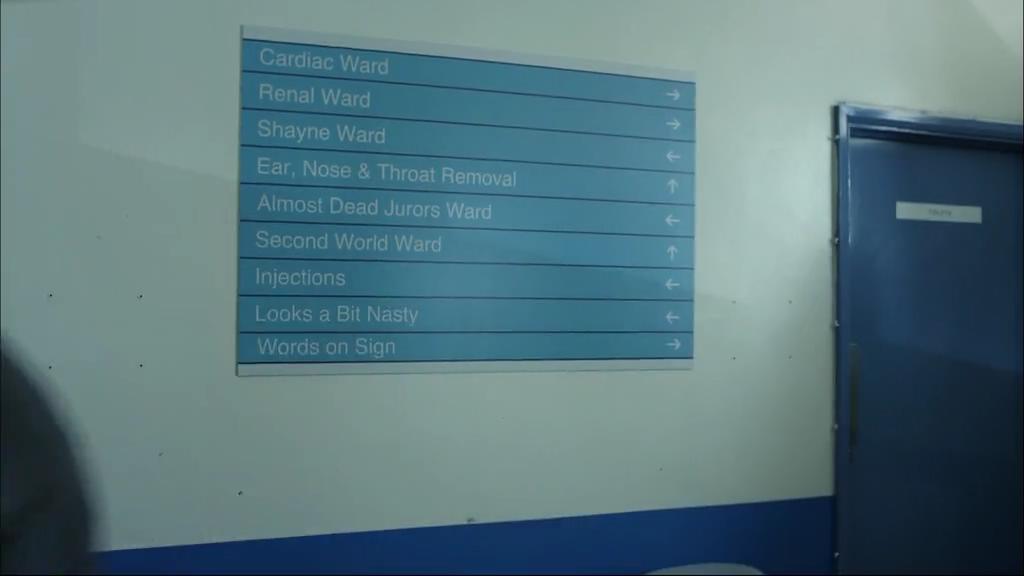 Cardiac Ward →
Renal Ward →
Shayne Ward ←
Ear, Nose & Throat Removal ↑
Almost Dead Jurors Ward ←
Second World Ward ↑
Injections ←
Looks a Bit Nasty ←
Words on Sign →